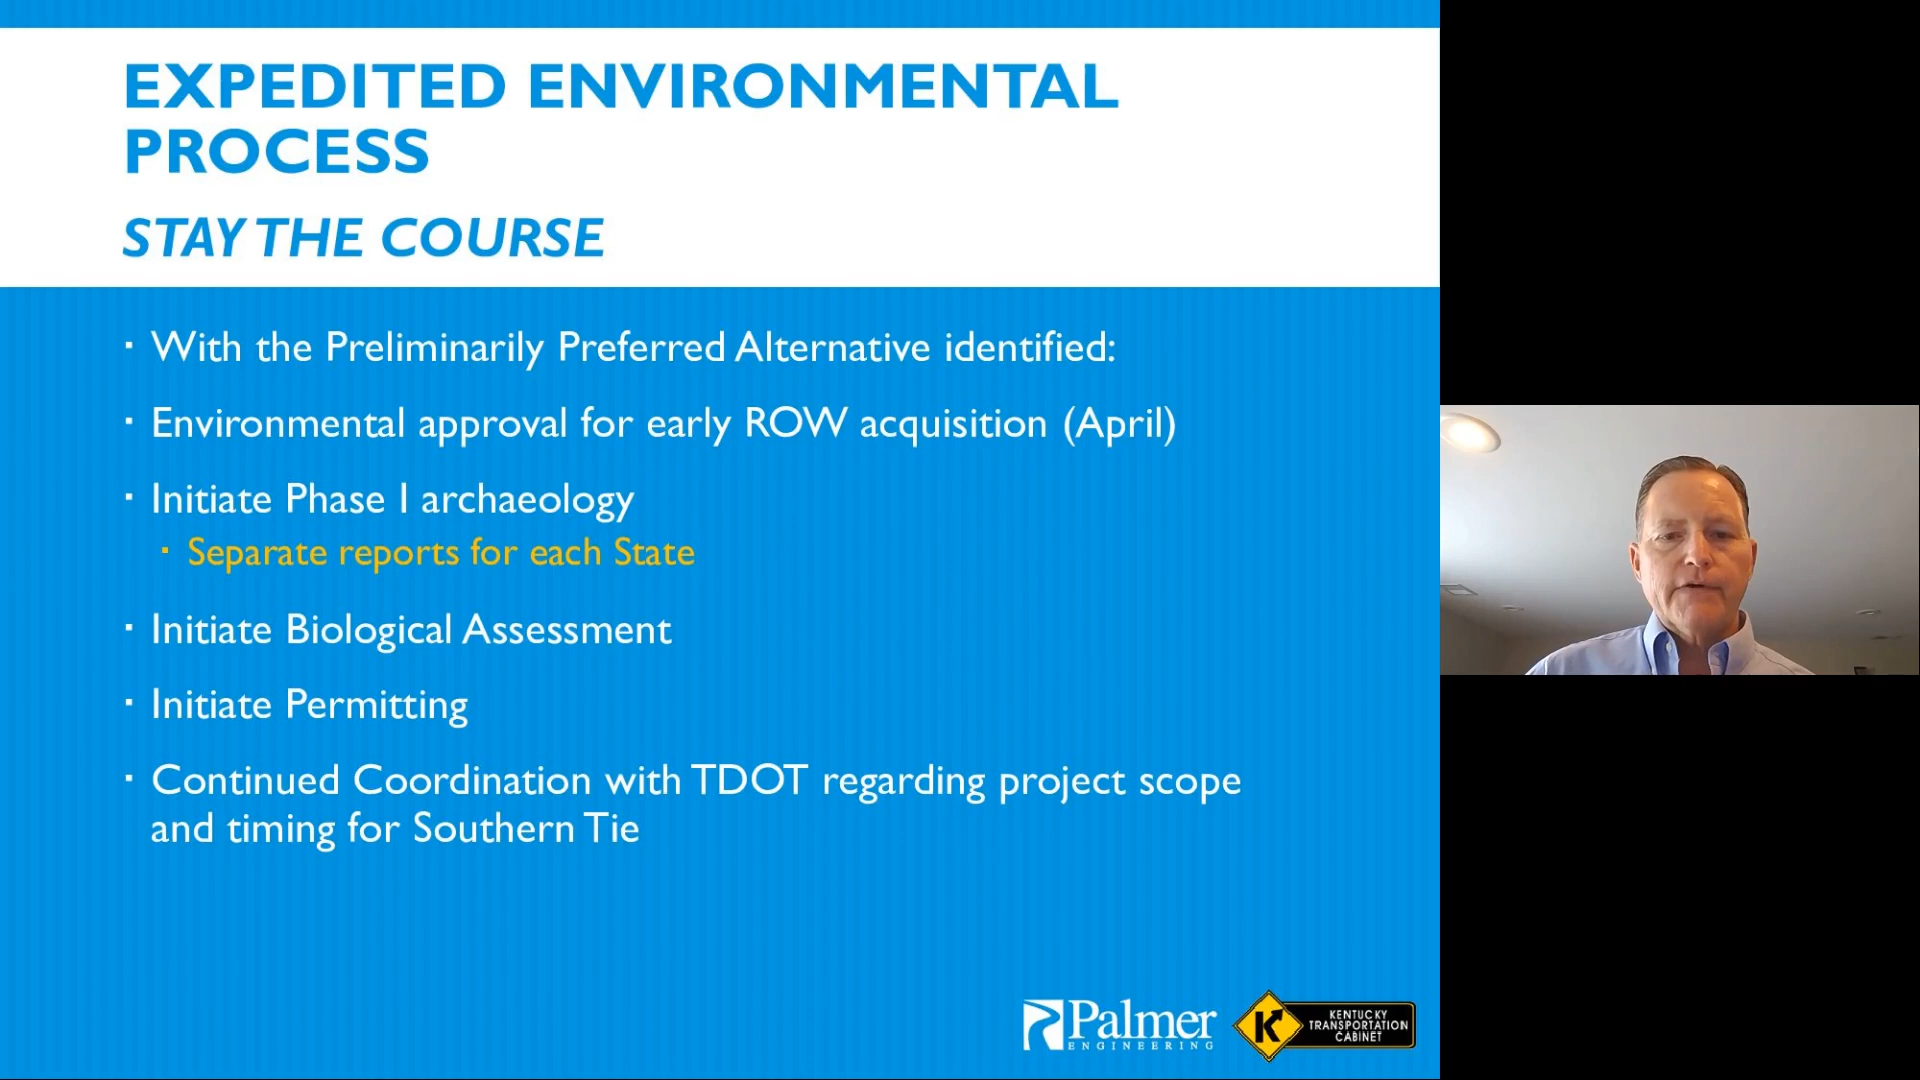 EXPEDITED ENVIRONMENTAL
PROCESS
STAY THE COURSE
▪ With the Preliminarily Preferred Alternative identified:
▪ Environmental approval for early ROW acquisition (April)
▪ Initiate Phase I archaeology
▪ Separate reports for each State
▪ Initiate Biological Assessment
▪ Initiate Permitting
▪ Continued Coordination with TDOT regarding project scope
and timing for Southern Tie
Palmer
ENGINEERING
K
KENTUCKY
TRANSPORTATION
CABINET